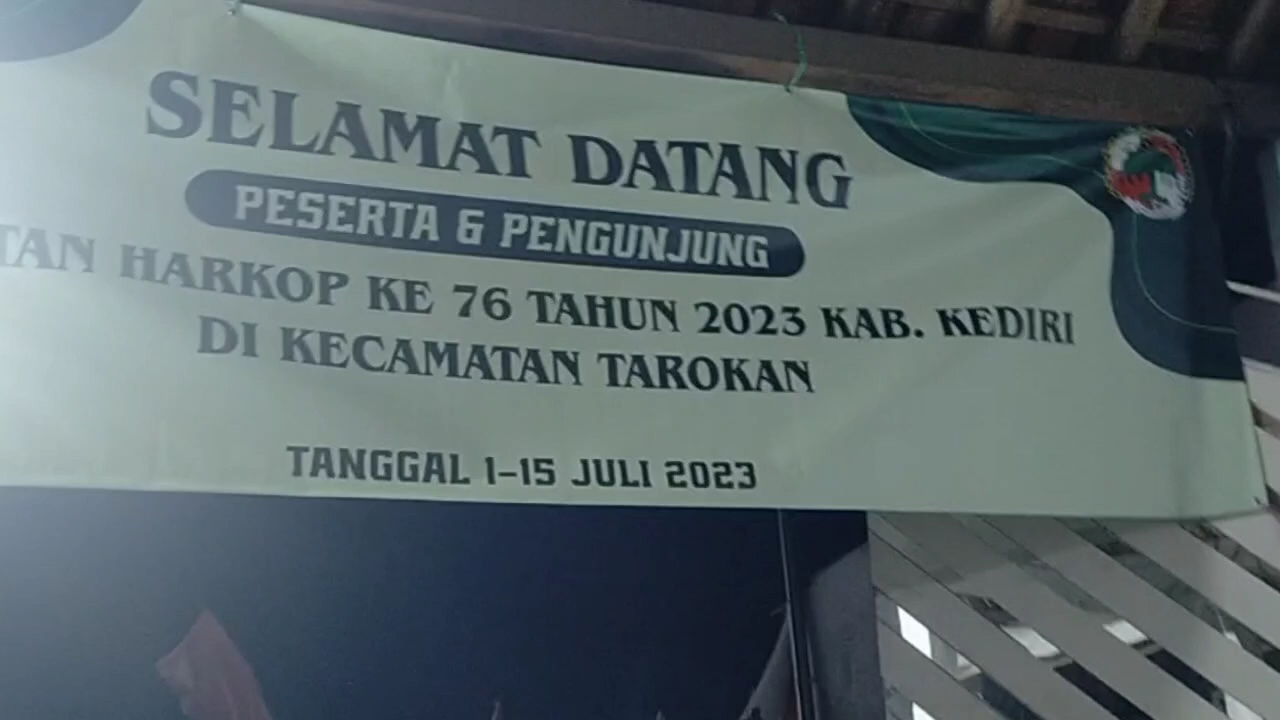 SELAMAT DATANG
PESERTA & PENGUNJUNG
HARKOP KE 76 TAHUN 2023 KAB. KEDIRI
DI KECAMATAN TAROKAN
TANGGAL 1-15 JULI 2023